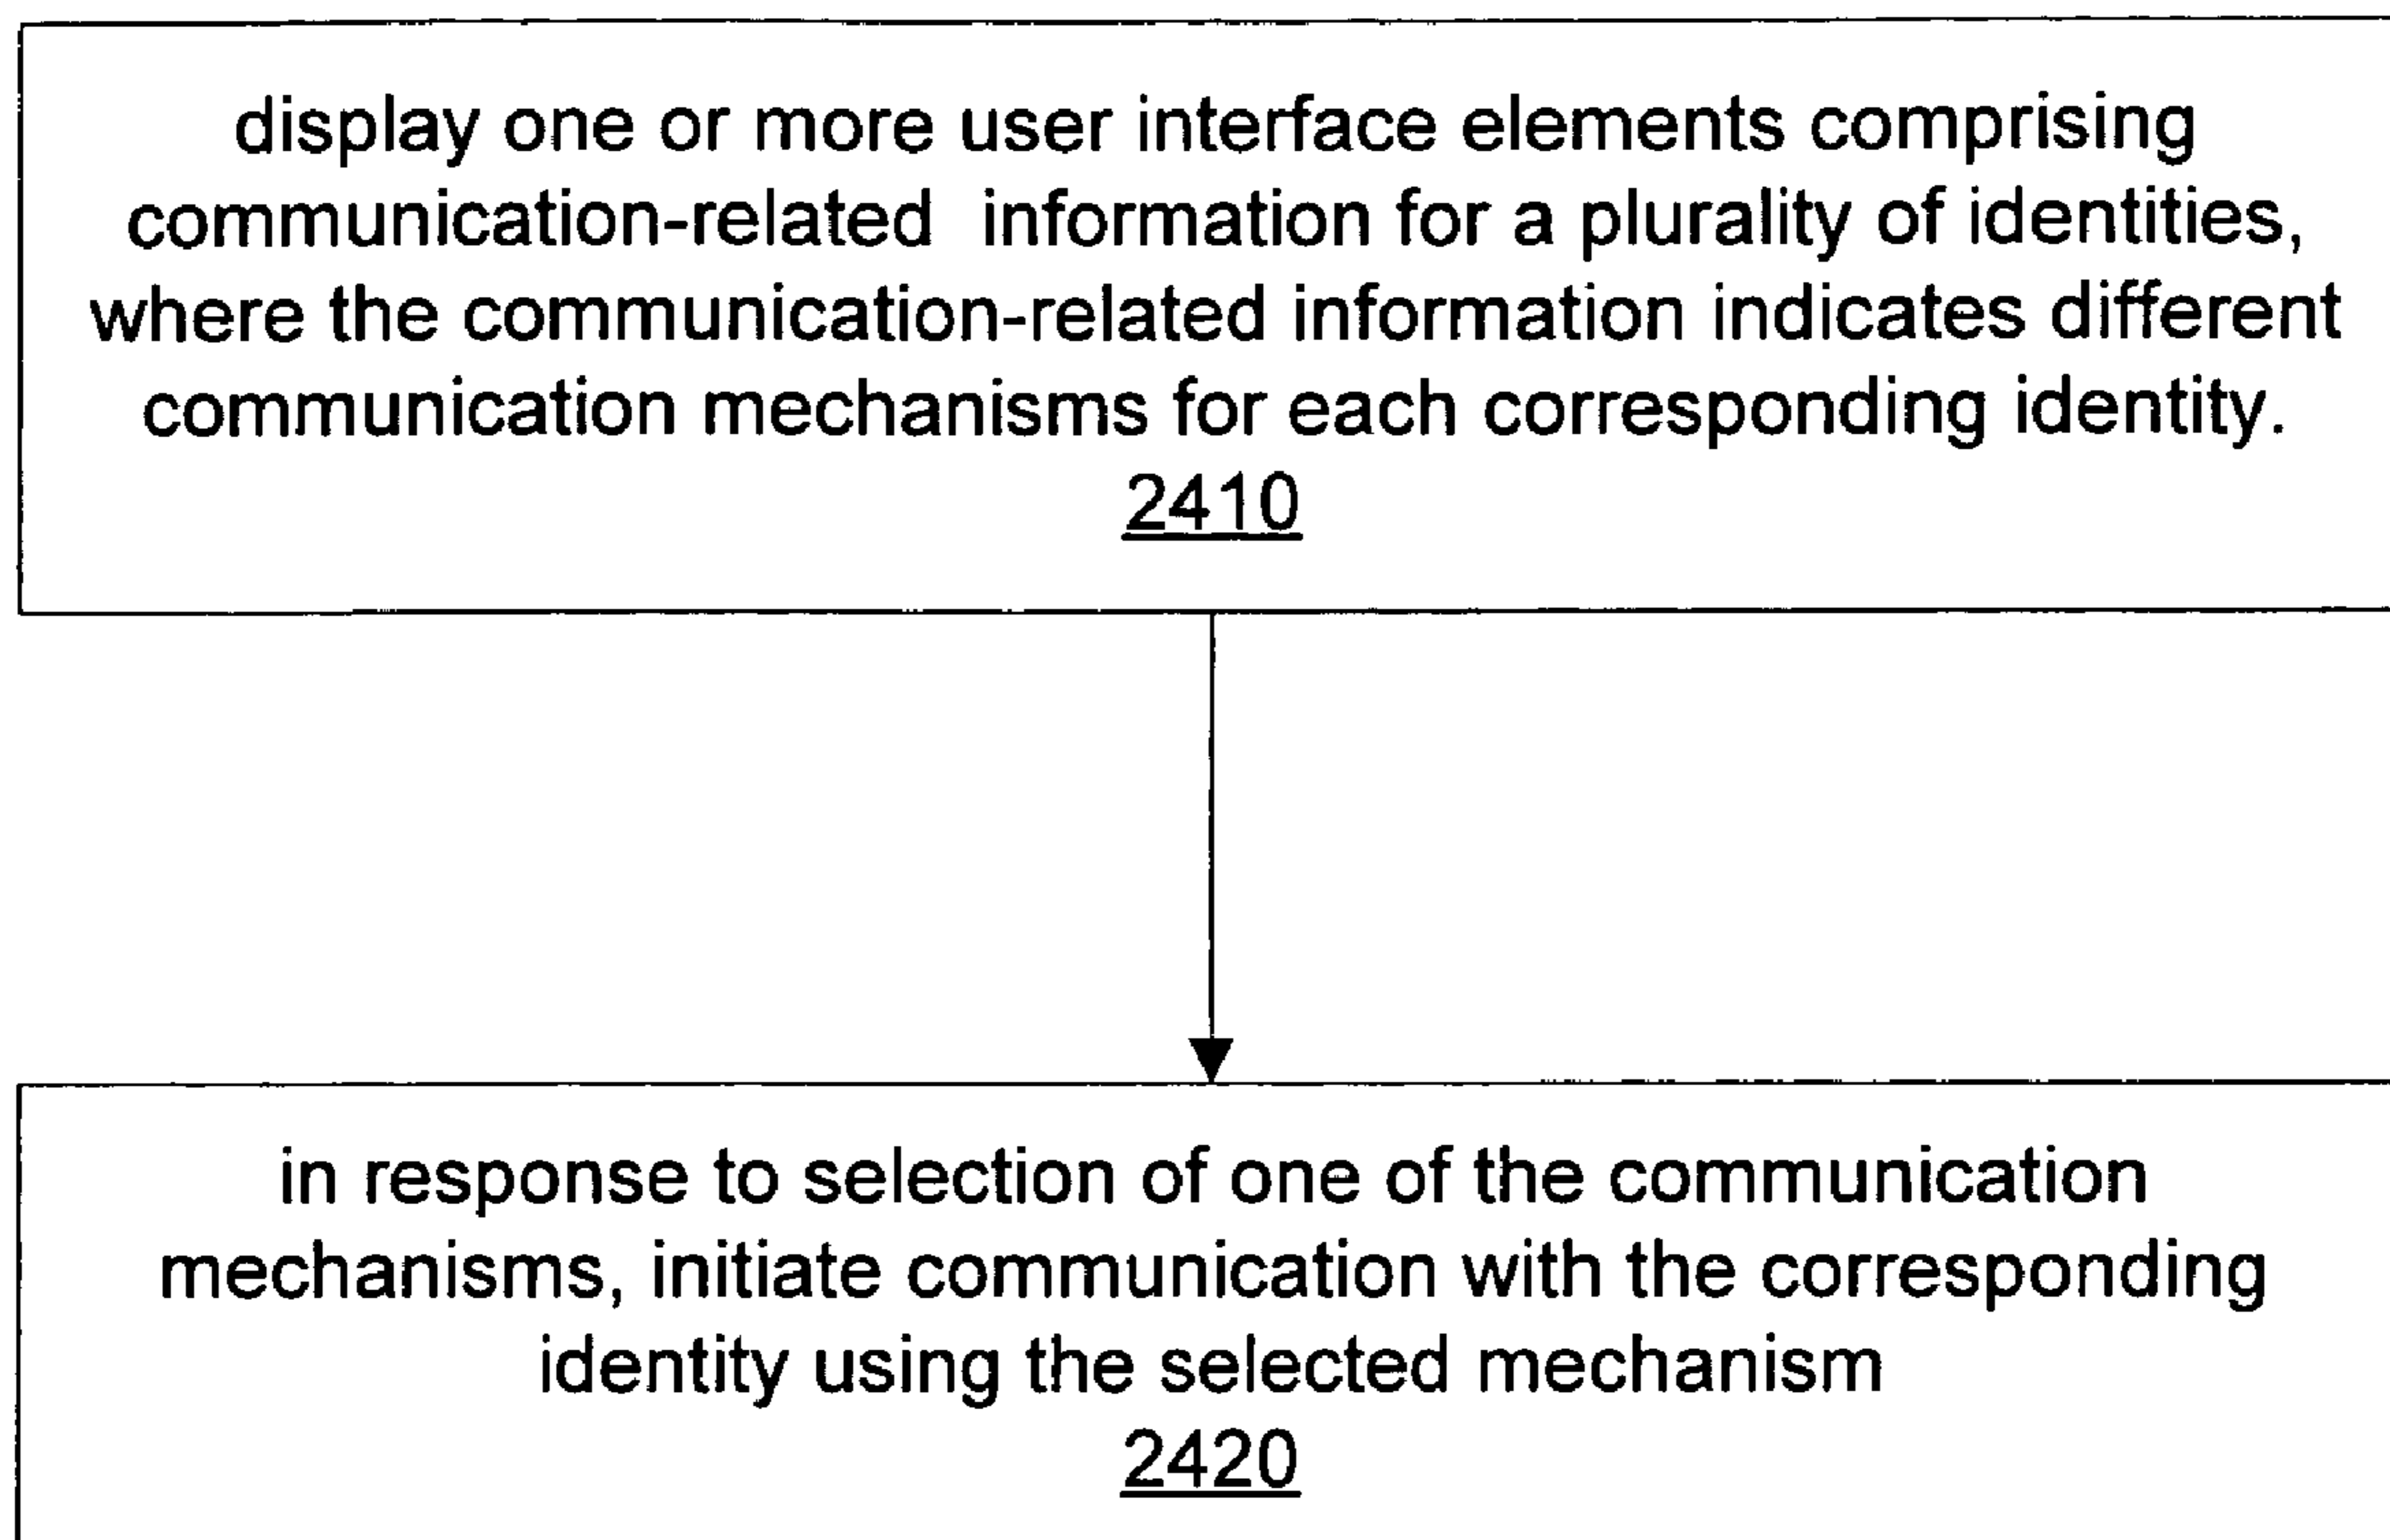 display one or more user interface elements comprising
communication-related information for a plurality of identities,
where the communication-related information indicates different
communication mechanisms for each corresponding identity.
2410
in response to selection of one of the communication
mechanisms, initiate communication with the corresponding
identity using the selected mechanism
2420